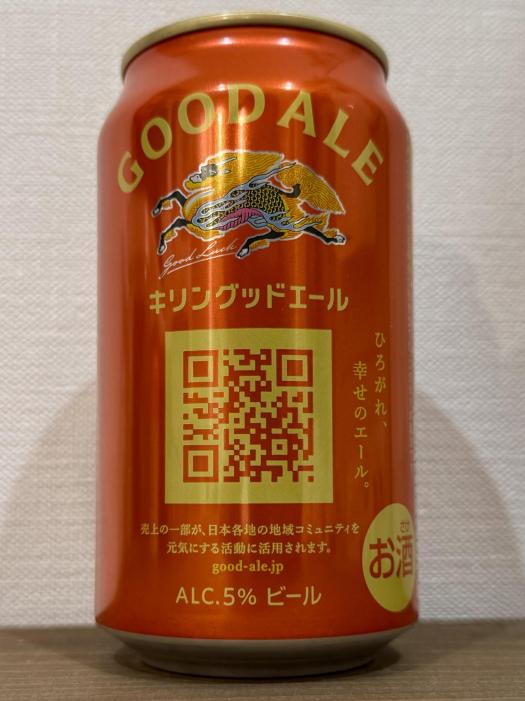 GOOD ALE
Good Luck
キリングッドエール
ひろがれ、
幸せのエール。
売上の一部が、日本各地の地域コミュニティを
元気にする活動に活用されます。
good-ale.jp
ALC.5% ビール
さけ
お酒